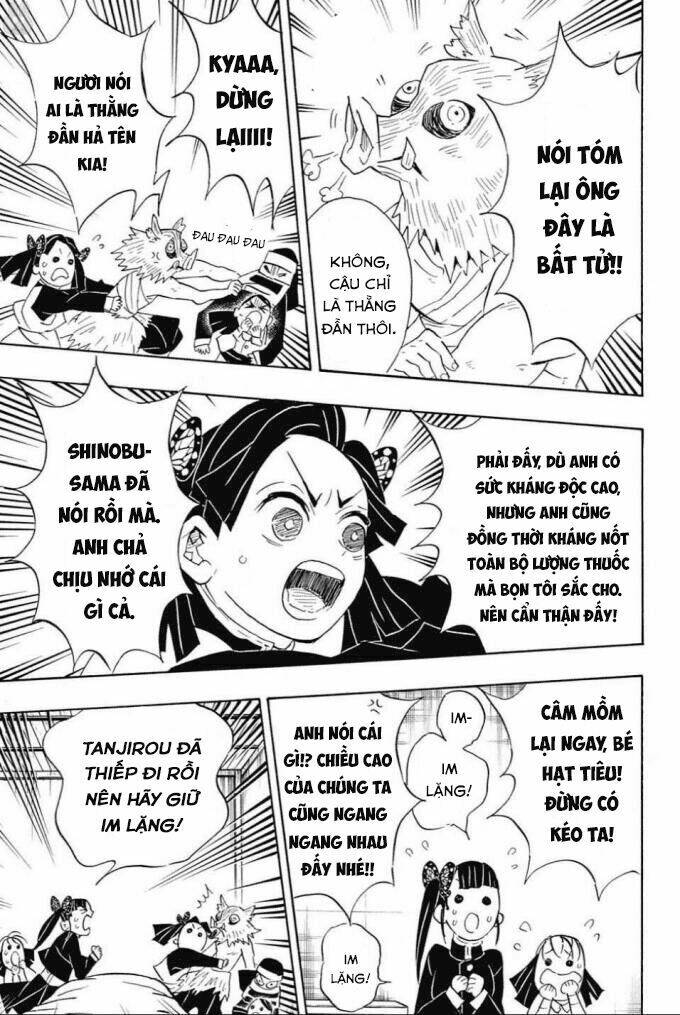 NÓI TÓM
LẠI ÔNG
ĐÂY LÀ
BẤT TỬ!!
KHÔNG,
CẬU CHỈ
LÀ THẰNG
ĐẦN THÔI.
KYAAA,
DỪNG
LẠIIII!
NGƯƠI NÓI
AI LÀ THẰNG
ĐẦN HẢ TÊN
KIA!
ĐAU ĐAU ĐAU
PHẢI ĐẤY, DÙ ANH CÓ
SỨC KHÁNG ĐỘC CAO,
NHƯNG ANH CŨNG
ĐỒNG THỜI KHÁNG NỐT
TOÀN BỘ LƯỢNG THUỐC
MÀ BỌN TÔI SẮC CHO.
NÊN CẨN THẬN ĐẤY!
SHINOBU-
SAMA ĐÃ
NÓI RỒI MÀ.
ANH CHẢ
CHỊU NHỚ CÁI
GÌ CẢ.
CÂM MỒM
LẠI NGAY, BÉ
HẠT TIÊU!
ĐỪNG CÓ
KÉO TA!
IM-
IM
LẶNG!
ANH NÓI CÁI
GÌ!? CHIỀU CAO
CỦA CHÚNG TA
CŨNG NGANG
NGANG NHAU
ĐẤY NHÉ!!
IM
LẶNG!
TANJIROU ĐÃ
THIẾP ĐI RỒI
NÊN HÃY GIỮ
IM LẶNG!